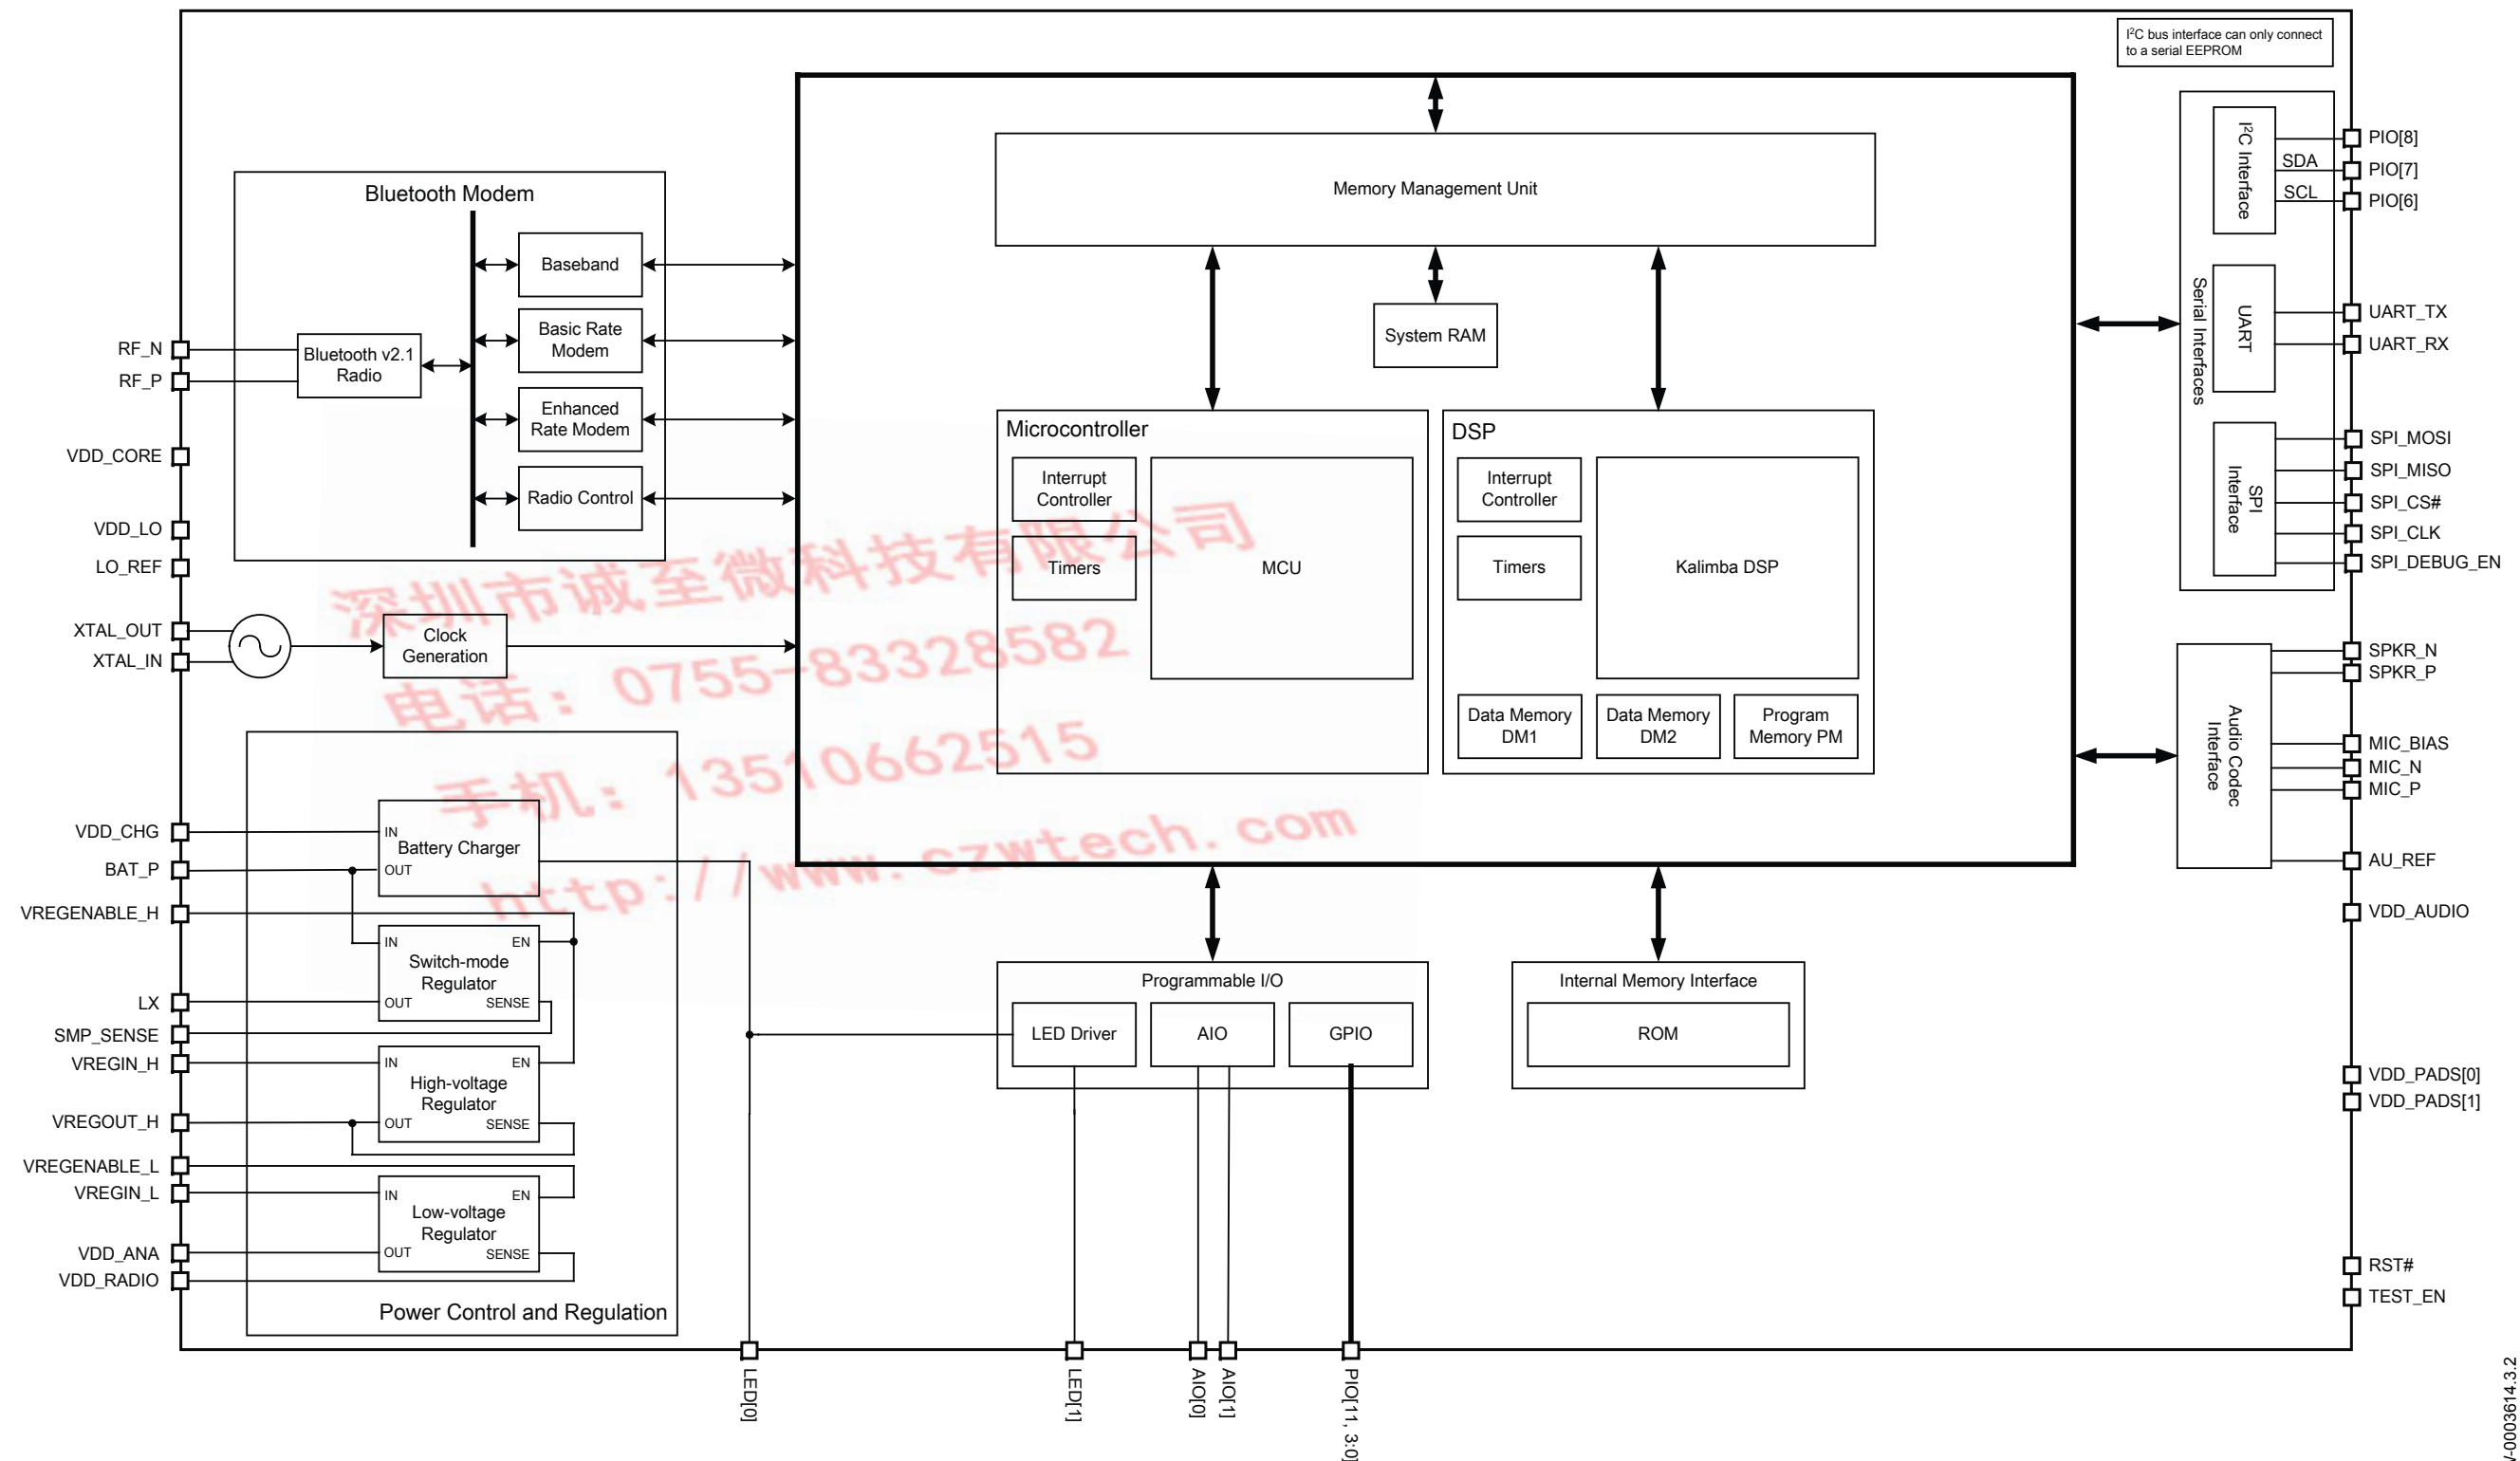 I²C bus interface can only connect
to a serial EEPROM
Bluetooth Modem
Baseband
Basic Rate
Modem
Enhanced
Rate Modem
Radio Control
Bluetooth v2.1
Radio
RF_N
RF_P
VDD_CORE
VDD_LO
LO_REF
XTAL_OUT
XTAL_IN
Clock
Generation
Memory Management Unit
System RAM
Microcontroller
Interrupt
Controller
Timers
MCU
DSP
Interrupt
Controller
Timers
Kalimba DSP
Data Memory
DM1
Data Memory
DM2
Program
Memory PM
I²C Interface
SDA
SCL
PIO[8]
PIO[7]
PIO[6]
Serial Interfaces
UART
UART_TX
UART_RX
SPI
Interface
SPI_MOSI
SPI_MISO
SPI_CS#
SPI_CLK
SPI_DEBUG_EN
Audio Codec
Interface
SPKR_N
SPKR_P
MIC_BIAS
MIC_N
MIC_P
AU_REF
VDD_AUDIO
VDD_PADS[0]
VDD_PADS[1]
RST#
TEST_EN
VDD_CHG
BAT_P
VREGENABLE_H
LX
SMP_SENSE
VREGIN_H
VREGOUT_H
VREGENABLE_L
VREGIN_L
VDD_ANA
VDD_RADIO
IN
Battery Charger
OUT
IN
EN
Switch-mode
Regulator
OUT
SENSE
IN
EN
High-voltage
Regulator
OUT
SENSE
IN
EN
Low-voltage
Regulator
OUT
SENSE
Power Control and Regulation
Programmable I/O
LED Driver
AIO
GPIO
Internal Memory Interface
ROM
LED[0]
LED[1]
AIO[0]
AIO[1]
PIO[11, 3:0]
深圳市诚至微科技有限公司
电话：0755-83328582
手机：13510662515
http://www.czwtech.com
-0003614.3.2